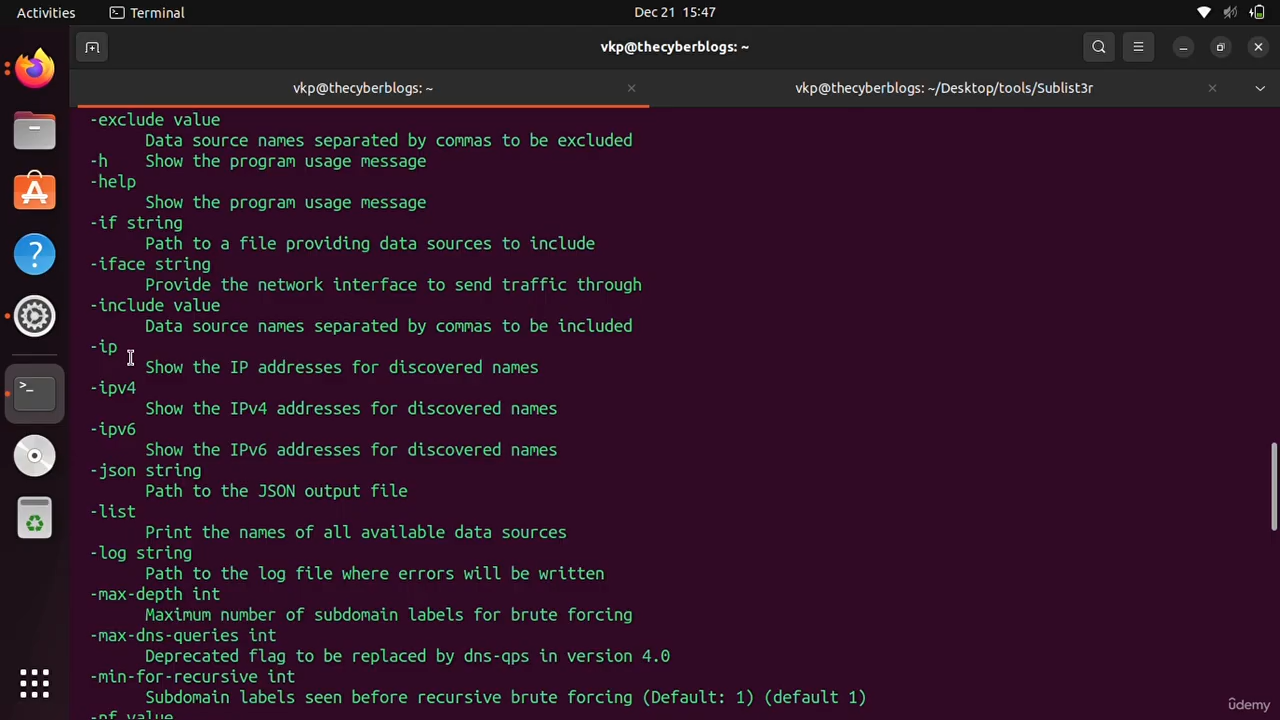 Activities
Terminal
Dec 21 15:47
vkp@thecyberblogs: ~
vkp@thecyberblogs: ~
vkp@thecyberblogs: ~/Desktop/tools/Sublist3r
-exclude value
Data source names separated by commas to be excluded
-h Show the program usage message
-help
Show the program usage message
-if string
Path to a file providing data sources to include
-iface string
Provide the network interface to send traffic through
-include value
Data source names separated by commas to be included
-ip
Show the IP addresses for discovered names
-ipv4
Show the IPv4 addresses for discovered names
-ipv6
Show the IPv6 addresses for discovered names
-json string
Path to the JSON output file
-list
Print the names of all available data sources
-log string
Path to the log file where errors will be written
-max-depth int
Maximum number of subdomain labels for brute forcing
-max-dns-queries int
Deprecated flag to be replaced by dns-qps in version 4.0
-min-for-recursive int
Subdomain labels seen before recursive brute forcing (Default: 1) (default 1)
-nf value
ûdemy